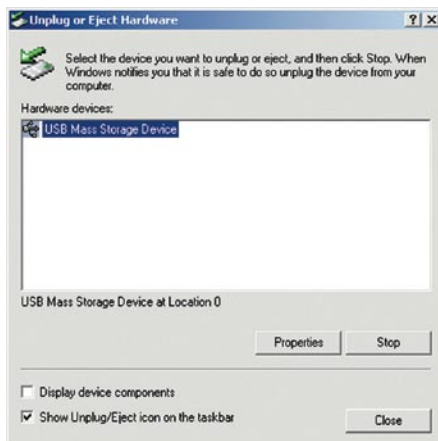 Unplug or Eject Hardware
Select the device you want to unplug or eject, and then click Stop. When
Windows notifies you that it is safe to do so unplug the device from your
computer.
Hardware devices:
USB Mass Storage Device
USB Mass Storage Device at Location 0
Properties
Stop
Display device components
Show Unplug/Eject icon on the taskbar
Close